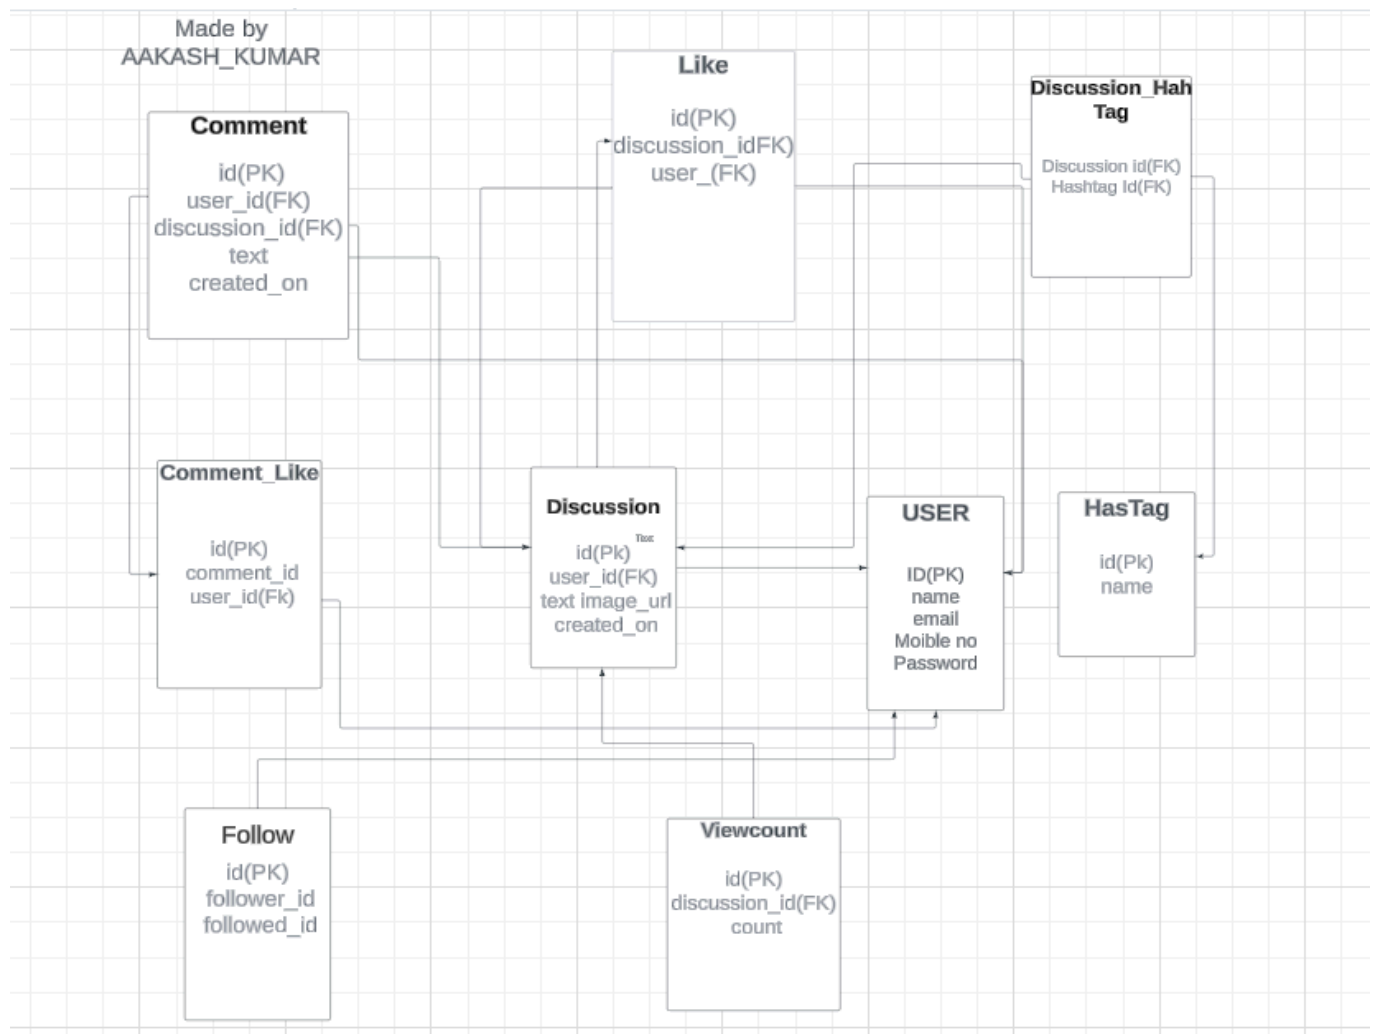 Made by
AAKASH_KUMAR
Comment
id(PK)
user_id(FK)
discussion_id(FK)
text
created_on
Like
id(PK)
discussion_idFK)
user_(FK)
Discussion_Hah
Tag
Discussion id(FK)
Hashtag Id(FK)
Comment_Like
id(PK)
comment_id
user_id(Fk)
Discussion
Text
id(Pk)
user_id(FK)
text image_url
created_on
USER
ID(PK)
name
email
Moible no
Password
HasTag
id(Pk)
name
Follow
id(PK)
follower_id
followed_id
Viewcount
id(PK)
discussion_id(FK)
count